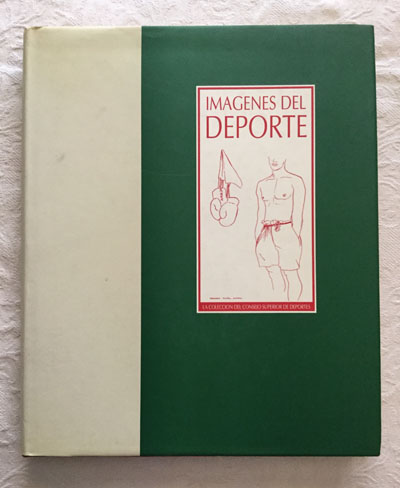 IMAGENES DEL
DEPORTE
LA COLECCION DEL CONSEJO SUPERIOR DE DEPORTES